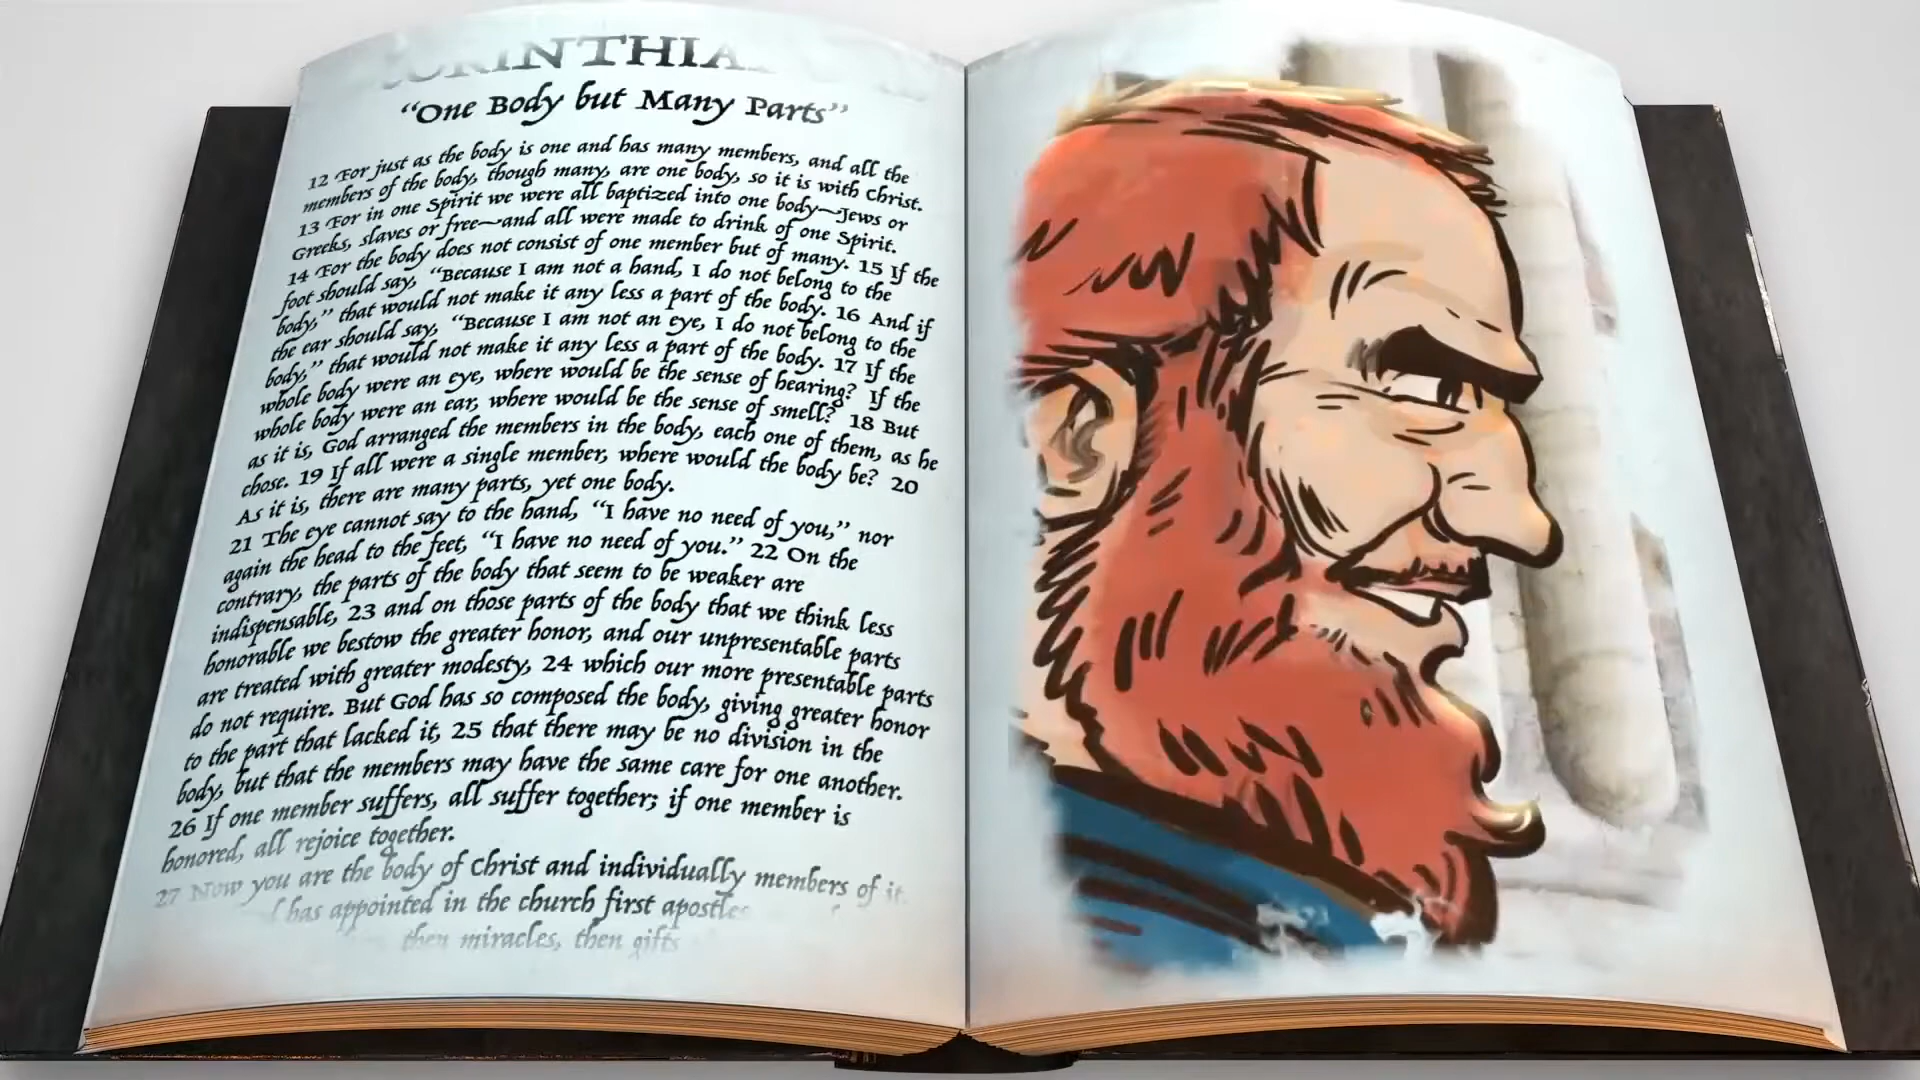 CORINTHIA
“One Body but Many Parts”
12 For just as the body is one and has many members, and all the
members of the body, though many, are one body, so it is with Christ.
13 For in one Spirit we were all baptized into one body—Jews or
Greeks, slaves or free—and all were made to drink of one Spirit.
14 For the body does not consist of one member but of many. 15 If the
foot should say, “Because I am not a hand, I do not belong to the
body,” that would not make it any less a part of the body. 16 And if
the ear should say, “Because I am not an eye, I do not belong to the
body,” that would not make it any less a part of the body. 17 If the
whole body were an eye, where would be the sense of hearing? If the
whole body were an ear, where would be the sense of smell? 18 But
as it is, God arranged the members in the body, each one of them, as he
chose. 19 If all were a single member, where would the body be? 20
As it is, there are many parts, yet one body.
21 The eye cannot say to the hand, “I have no need of you,” nor
again the head to the feet, “I have no need of you.” 22 On the
contrary, the parts of the body that seem to be weaker are
indispensable, 23 and on those parts of the body that we think less
honorable we bestow the greater honor, and our unpresentable parts
are treated with greater modesty, 24 which our more presentable parts
do not require. But God has so composed the body, giving greater honor
to the part that lacked it, 25 that there may be no division in the
body, but that the members may have the same care for one another.
26 If one member suffers, all suffer together; if one member is
honored, all rejoice together.
27 Now you are the body of Christ and individually members of it.
has appointed in the church first apostles
then miracles, then gifts